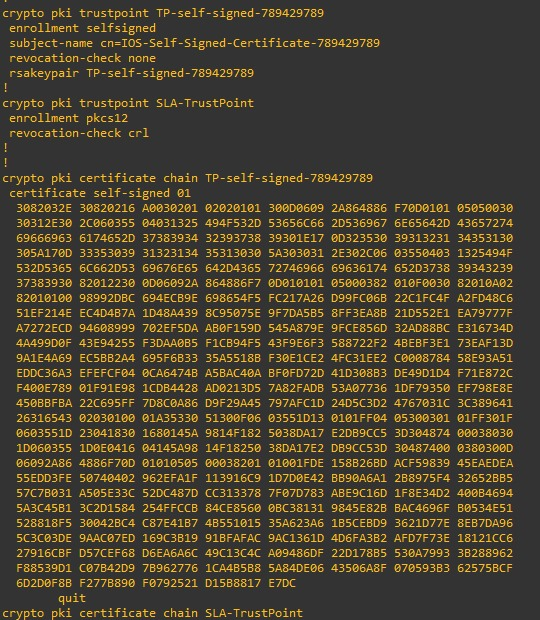 !
crypto pki trustpoint TP-self-signed-789429789
enrollment selfsigned
subject-name cn=IOS-Self-Signed-Certificate-789429789
revocation-check none
rsakeypair TP-self-signed-789429789
!
crypto pki trustpoint SLA-TrustPoint
enrollment pkcs12
revocation-check crl
!
!
crypto pki certificate chain TP-self-signed-789429789
certificate self-signed 01
3082032E 30820216 A0030201 02020101 300D0609 2A864886 F70D0101 05050030
30312E30 2C060355 04031325 494F532D 53656C66 2D536967 6E65642D 43657274
69666963 6174652D 37383934 32393738 39301E17 0D323530 39313231 34353130
305A170D 33353039 31323134 35313030 5A303031 2E302C06 03550403 1325494F
532D5365 6C662D53 69676E65 642D4365 72746966 69636174 652D3738 39343239
37383930 82012230 0D06092A 864886F7 0D010101 05000382 010F0030 82010A02
82010100 98992DBC 694ECB9E 698654F5 FC217A26 D99FC06B 22C1FC4F A2FD48C6
51EF214E EC4D4B7A 1D48A439 8C95075E 9F7DA5B5 8FF3EA8B 21D552E1 EA79777F
A7272ECD 94608999 702EF5DA AB0F159D 545A879E 9FCE856D 32AD88BC E316734D
4A499D0F 43E94255 F3DAA0B5 F1CB94F5 43F9E6F3 588722F2 4BEBF3E1 73EAF13D
9A1E4A69 EC5BB2A4 695F6B33 35A5518B F30E1CE2 4FC31EE2 C0008784 58E93A51
EDDC36A3 EFEFCF04 0CA6474B A5BAC40A BF0FD72D 41D308B3 DE49D1D4 F71E872C
F400E789 01F91E98 1CDB4428 AD0213D5 7A82FADB 53A07736 1DF79350 EF798E8E
450BBFBA 22C695FF 7D8C0A86 D9F29A45 797AFC1D 24D5C3D2 4767031C 3C389641
26316543 02030100 01A35330 51300F06 03551D13 0101FF04 05300301 01FF301F
0603551D 23041830 1680145A 9814F182 5038DA17 E2DB9CC5 3D304874 00038030
1D060355 1D0E0416 04145A98 14F18250 38DA17E2 DB9CC53D 30487400 0380300D
06092A86 4886F70D 01010505 00038201 01001FDE 158B26BD ACF59839 45EAEDEA
55EDD3FE 50740402 962EFA1F 113916C9 1D7D0E42 BB90A6A1 2B8975F4 32652BB5
57C7B031 A505E33C 52DC487D CC313378 7F07D783 ABE9C16D 1F8E34D2 400B4694
5A3C45B1 3C2D1584 254FFCCB 84CE8560 0BC38131 9845E82B BAC4696F B0534E51
528818F5 30042BC4 C87E41B7 4B551015 35A623A6 1B5CEBD9 3621D77E 8EB7DA96
5C3C03DE 9AAC07ED 169C3B19 91BFAFAC 9AC1361D 4D6FA3B2 AFD7F73E 18121CC6
27916CBF D57CEF68 D6EA6A6C 49C13C4C A09486DF 22D178B5 530A7993 3B288962
F88539D1 C07B42D9 7B962776 1CA4B5B8 5A84DE06 43506A8F 070593B3 62575BCF
6D2D0F8B F277B890 F0792521 D15B8817 E7DC
quit
crypto pki certificate chain SLA-TrustPoint